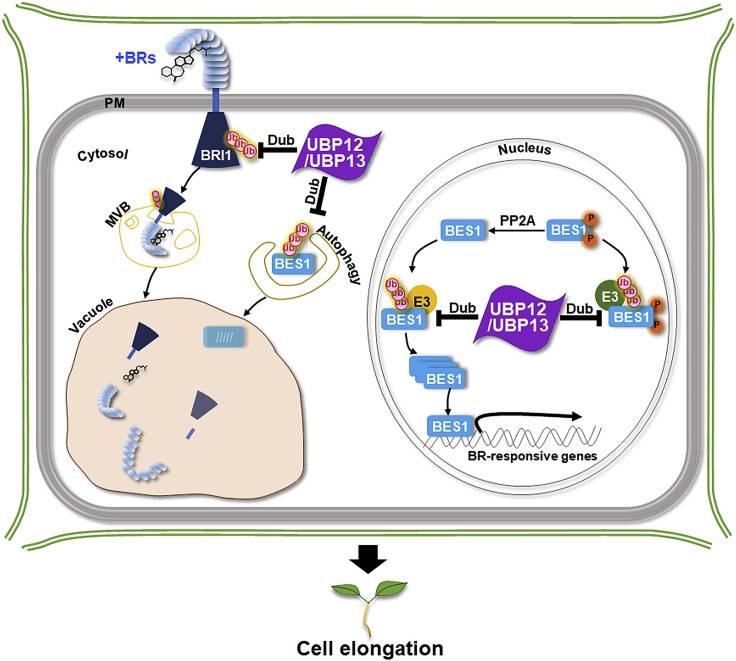 +BRs
PM
Cytosol
BRI1
Ub
Ub
Ub
Dub
UBP12
/UBP13
Dub
MVB
Autophagy
Ub
Ub
Ub
BES1
Vacuole
/////
Nucleus
BES1
PP2A
BES1
P
P
Ub
Ub
Ub
E3
BES1
Dub
UBP12
/UBP13
Dub
E3
Ub
Ub
Ub
BES1
P
P
BES1
BES1
BR-responsive genes
Cell elongation